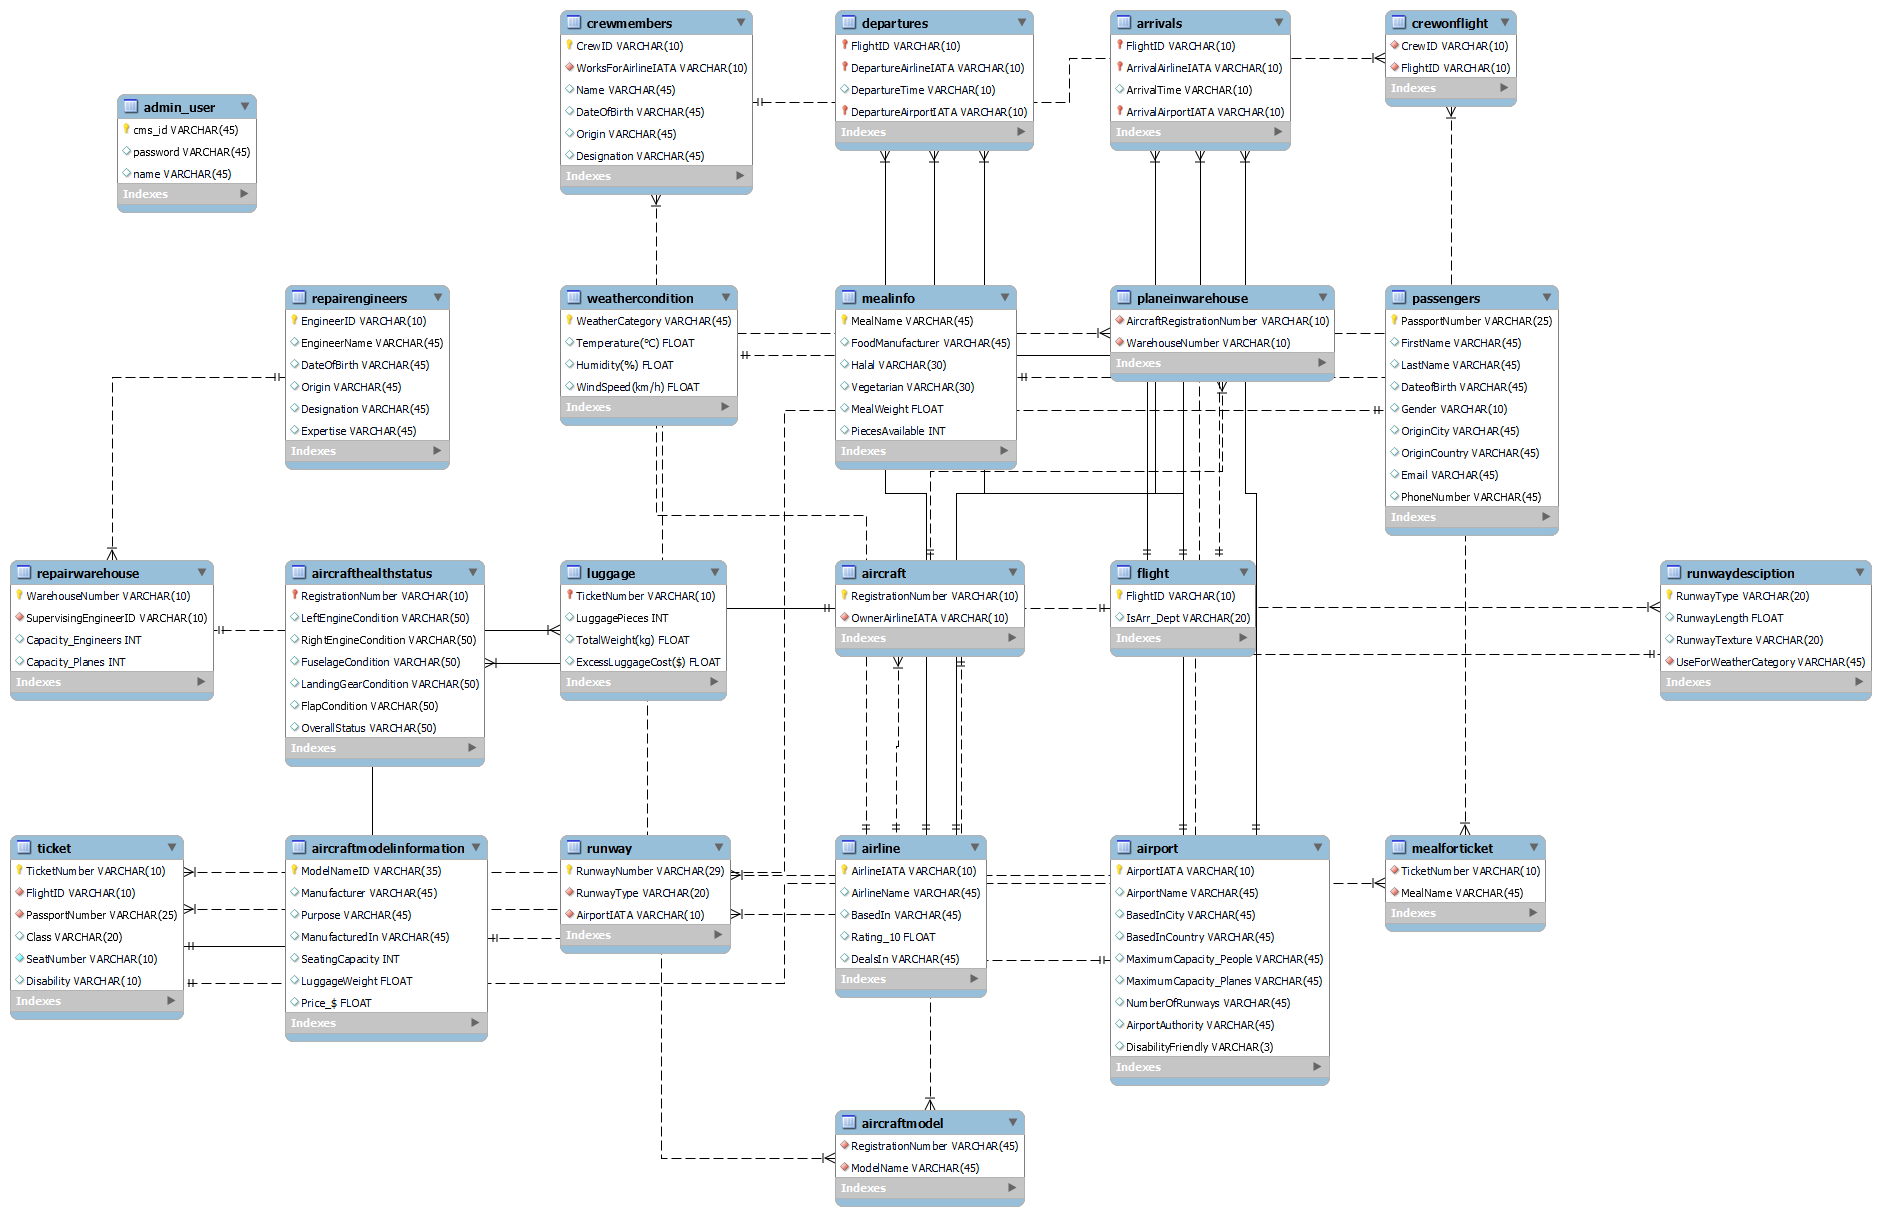 crewmembers
CrewID VARCHAR(10)
WorksForAirlineIATA VARCHAR(10)
Name VARCHAR(45)
DateOfBirth VARCHAR(45)
Origin VARCHAR(45)
Designation VARCHAR(45)
Indexes
departures
FlightID VARCHAR(10)
DepartureAirlineIATA VARCHAR(10)
DepartureTime VARCHAR(10)
DepartureAirportIATA VARCHAR(10)
Indexes
arrivals
FlightID VARCHAR(10)
ArrivalAirlineIATA VARCHAR(10)
ArrivalTime VARCHAR(10)
ArrivalAirportIATA VARCHAR(10)
Indexes
crewonflight
CrewID VARCHAR(10)
FlightID VARCHAR(10)
Indexes
admin_user
cms_id VARCHAR(45)
password VARCHAR(45)
name VARCHAR(45)
Indexes
repairengineers
EngineerID VARCHAR(10)
EngineerName VARCHAR(45)
DateOfBirth VARCHAR(45)
Origin VARCHAR(45)
Designation VARCHAR(45)
Expertise VARCHAR(45)
Indexes
weathercondition
WeatherCategory VARCHAR(45)
Temperature(°C) FLOAT
Humidity(%) FLOAT
WindSpeed(km/h) FLOAT
Indexes
mealinfo
MealName VARCHAR(45)
FoodManufacturer VARCHAR(45)
Halal VARCHAR(30)
Vegetarian VARCHAR(30)
MealWeight FLOAT
PiecesAvailable INT
Indexes
planeinwarehouse
AircraftRegistrationNumber VARCHAR(10)
WarehouseNumber VARCHAR(10)
Indexes
passengers
PassportNumber VARCHAR(25)
FirstName VARCHAR(45)
LastName VARCHAR(45)
DateofBirth VARCHAR(45)
Gender VARCHAR(10)
OriginCity VARCHAR(45)
OriginCountry VARCHAR(45)
Email VARCHAR(45)
PhoneNumber VARCHAR(45)
Indexes
repairwarehouse
WarehouseNumber VARCHAR(10)
SupervisingEngineerID VARCHAR(10)
Capacity_Engineers INT
Capacity_Planes INT
Indexes
aircrafthealthstatus
RegistrationNumber VARCHAR(10)
LeftEngineCondition VARCHAR(50)
RightEngineCondition VARCHAR(50)
FuselageCondition VARCHAR(50)
LandingGearCondition VARCHAR(50)
FlapCondition VARCHAR(50)
OverallStatus VARCHAR(50)
Indexes
luggage
TicketNumber VARCHAR(10)
LuggagePieces INT
TotalWeight(kg) FLOAT
ExcessLuggageCost($) FLOAT
Indexes
aircraft
RegistrationNumber VARCHAR(10)
OwnerAirlineIATA VARCHAR(10)
Indexes
flight
FlightID VARCHAR(10)
IsArr_Dept VARCHAR(20)
Indexes
runwaydesciption
RunwayType VARCHAR(20)
RunwayLength FLOAT
RunwayTexture VARCHAR(20)
UseForWeatherCategory VARCHAR(45)
Indexes
ticket
TicketNumber VARCHAR(10)
FlightID VARCHAR(10)
PassportNumber VARCHAR(25)
Class VARCHAR(20)
SeatNumber VARCHAR(10)
Disability VARCHAR(10)
Indexes
aircraftmodelinformation
ModelNameID VARCHAR(35)
Manufacturer VARCHAR(45)
Purpose VARCHAR(45)
ManufacturedIn VARCHAR(45)
SeatingCapacity INT
LuggageWeight FLOAT
Price_$ FLOAT
Indexes
runway
RunwayNumber VARCHAR(29)
RunwayType VARCHAR(20)
AirportIATA VARCHAR(10)
Indexes
airline
AirlineIATA VARCHAR(10)
AirlineName VARCHAR(45)
BasedIn VARCHAR(45)
Rating_10 FLOAT
DealsIn VARCHAR(45)
Indexes
airport
AirportIATA VARCHAR(10)
AirportName VARCHAR(45)
BasedInCity VARCHAR(45)
BasedInCountry VARCHAR(45)
MaximumCapacity_People VARCHAR(45)
MaximumCapacity_Planes VARCHAR(45)
NumberOfRunways VARCHAR(45)
AirportAuthority VARCHAR(45)
DisabilityFriendly VARCHAR(3)
Indexes
mealforticket
TicketNumber VARCHAR(10)
MealName VARCHAR(45)
Indexes
aircraftmodel
RegistrationNumber VARCHAR(45)
ModelName VARCHAR(45)
Indexes